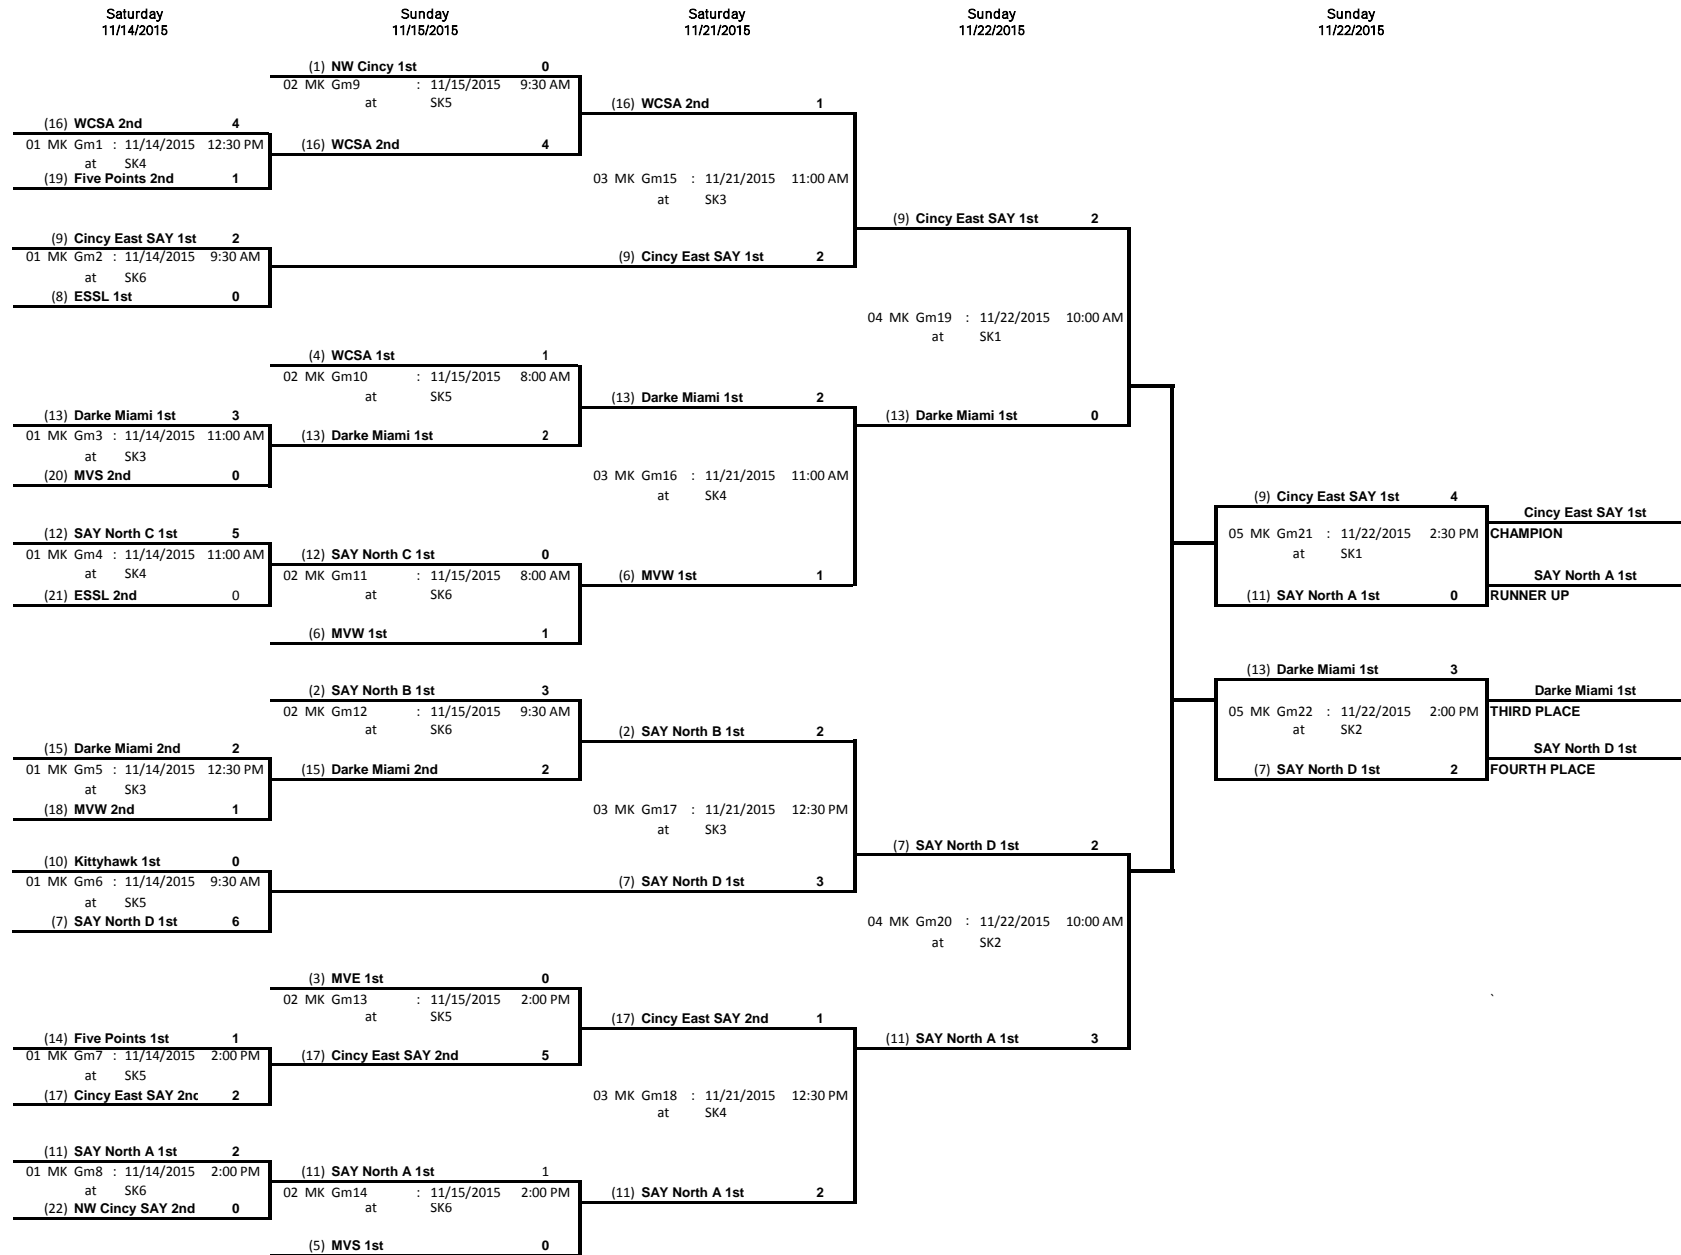 Saturday
11/14/2015
Sunday
11/15/2015
Saturday
11/21/2015
Sunday
11/22/2015
Sunday
11/22/2015
(16) WCSA 2nd 4
01 MK Gm1 : 11/14/2015 12:30 PM
at SK4
(19) Five Points 2nd 1
(9) Cincy East SAY 1st 2
01 MK Gm2 : 11/14/2015 9:30 AM
at SK6
(8) ESSL 1st 0
(13) Darke Miami 1st 3
01 MK Gm3 : 11/14/2015 11:00 AM
at SK3
(20) MVS 2nd 0
(12) SAY North C 1st 5
01 MK Gm4 : 11/14/2015 11:00 AM
at SK4
(21) ESSL 2nd 0
(15) Darke Miami 2nd 2
01 MK Gm5 : 11/14/2015 12:30 PM
at SK3
(18) MVW 2nd 1
(10) Kittyhawk 1st 0
01 MK Gm6 : 11/14/2015 9:30 AM
at SK5
(7) SAY North D 1st 6
(14) Five Points 1st 1
01 MK Gm7 : 11/14/2015 2:00 PM
at SK5
(17) Cincy East SAY 2nd 2
(11) SAY North A 1st 2
01 MK Gm8 : 11/14/2015 2:00 PM
at SK6
(22) NW Cincy SAY 2nd 0
(1) NW Cincy 1st 0
02 MK Gm9 : 11/15/2015 9:30 AM
at SK5
(16) WCSA 2nd 4
(4) WCSA 1st 1
02 MK Gm10 : 11/15/2015 8:00 AM
at SK5
(13) Darke Miami 1st 2
(12) SAY North C 1st 0
02 MK Gm11 : 11/15/2015 8:00 AM
at SK6
(6) MVW 1st 1
(2) SAY North B 1st 3
02 MK Gm12 : 11/15/2015 9:30 AM
at SK6
(15) Darke Miami 2nd 2
(3) MVE 1st 0
02 MK Gm13 : 11/15/2015 2:00 PM
at SK5
(17) Cincy East SAY 2nd 5
(11) SAY North A 1st 1
02 MK Gm14 : 11/15/2015 2:00 PM
at SK6
(5) MVS 1st 0
(16) WCSA 2nd 1
03 MK Gm15 : 11/21/2015 11:00 AM
at SK3
(9) Cincy East SAY 1st 2
(13) Darke Miami 1st 2
03 MK Gm16 : 11/21/2015 11:00 AM
at SK4
(6) MVW 1st 1
(2) SAY North B 1st 2
03 MK Gm17 : 11/21/2015 12:30 PM
at SK3
(7) SAY North D 1st 3
(17) Cincy East SAY 2nd 1
03 MK Gm18 : 11/21/2015 12:30 PM
at SK4
(11) SAY North A 1st 2
(9) Cincy East SAY 1st 2
04 MK Gm19 : 11/22/2015 10:00 AM
at SK1
(13) Darke Miami 1st 0
(7) SAY North D 1st 2
04 MK Gm20 : 11/22/2015 10:00 AM
at SK2
(11) SAY North A 1st 3
(9) Cincy East SAY 1st 4
05 MK Gm21 : 11/22/2015 2:30 PM
at SK1
(11) SAY North A 1st 0
(13) Darke Miami 1st 3
05 MK Gm22 : 11/22/2015 2:00 PM
at SK2
(7) SAY North D 1st 2
Cincy East SAY 1st
CHAMPION
SAY North A 1st
RUNNER UP
Darke Miami 1st
THIRD PLACE
SAY North D 1st
FOURTH PLACE
`